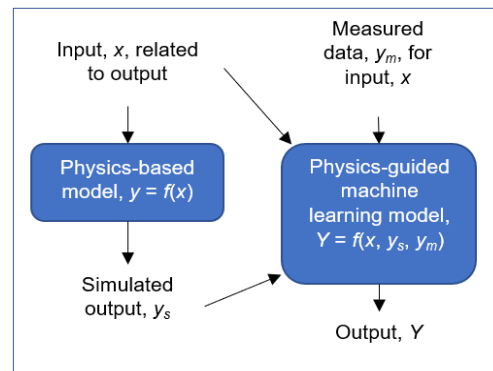 Input, x, related
to output
Measured
data, yₘ, for
input, x
Physics-based
model, y = f(x)
Physics-guided
machine
learning model,
Y = f(x, yₛ, yₘ)
Simulated
output, yₛ
Output, Y